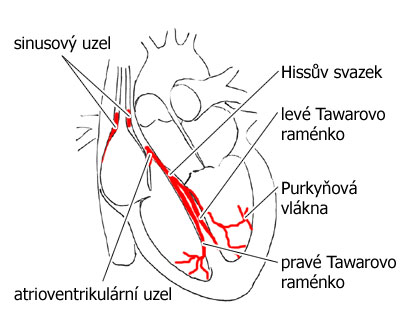 sinusový uzel
Hissův svazek
levé Tawarovo
raménko
Purkyňová
vlákna
pravé Tawarovo
raménko
atrioventrikulární uzel